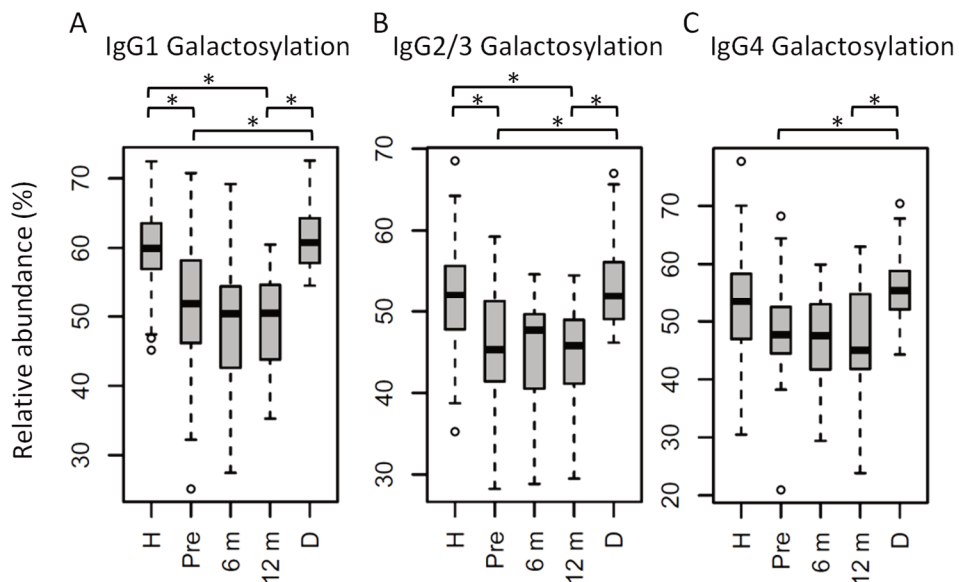 A
IgG1 Galactosylation
B
IgG2/3 Galactosylation
C
IgG4 Galactosylation
*
*
*
*
*
*
*
*
*
*
Relative abundance (%)
70
60
50
40
30
H
Pre
6 m
12 m
D
70
60
50
40
30
H
Pre
6 m
12 m
D
70
60
50
40
30
20
H
Pre
6 m
12 m
D